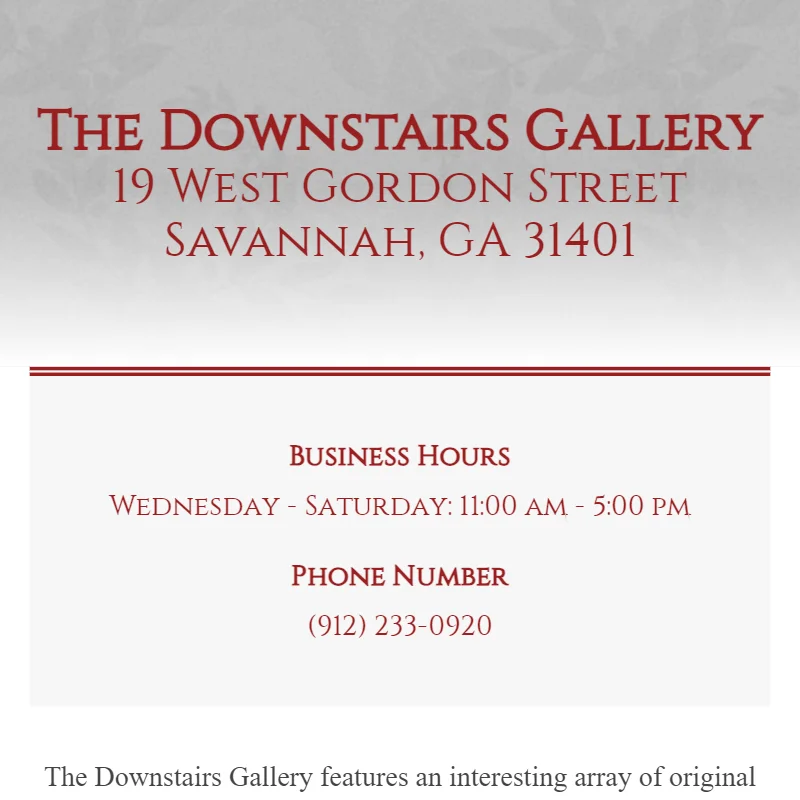 The Downstairs Gallery
19 West Gordon Street
Savannah, GA 31401
Business Hours
Wednesday - Saturday: 11:00 am - 5:00 pm
Phone Number
(912) 233-0920
The Downstairs Gallery features an interesting array of original